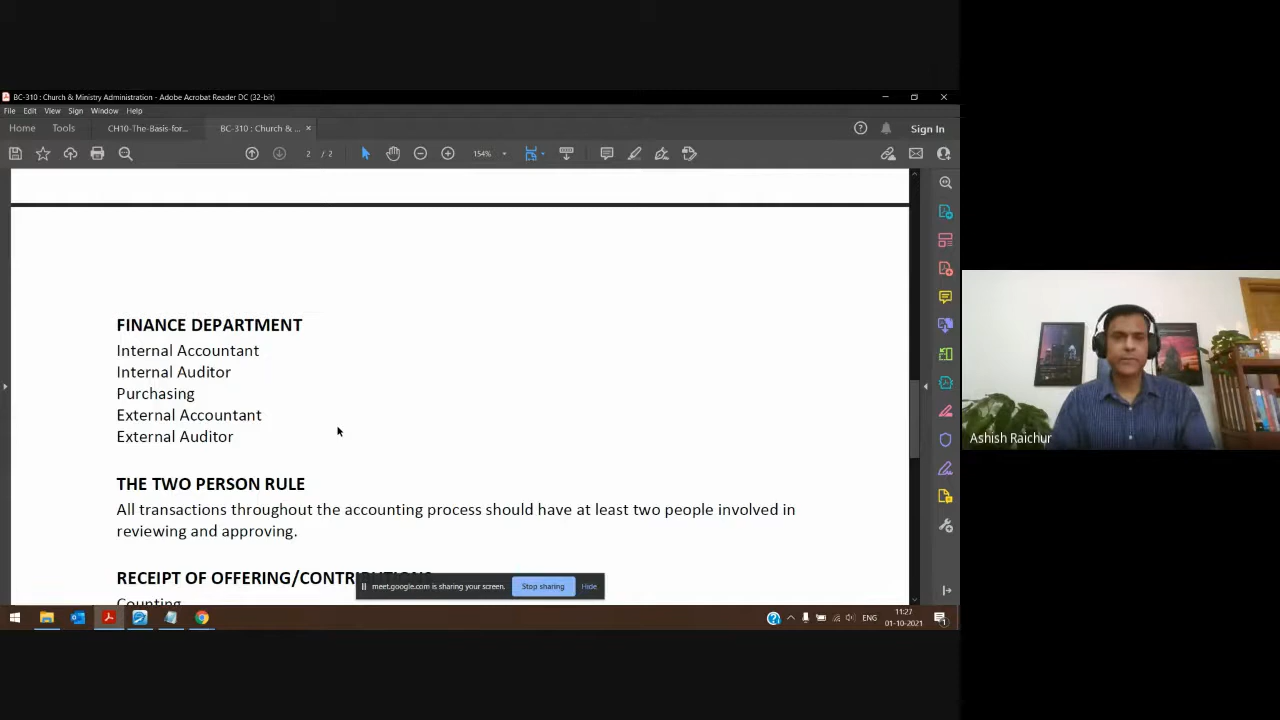 BC-310 : Church & Ministry Administration - Adobe Acrobat Reader DC (32-bit)
File Edit View Sign Window Help
Home Tools CH10-The-Basis-for... BC-310 : Church & ... × Sign In
2 / 2 154%
FINANCE DEPARTMENT
Internal Accountant
Internal Auditor
Purchasing
External Accountant
External Auditor
THE TWO PERSON RULE
All transactions throughout the accounting process should have at least two people involved in
reviewing and approving.
RECEIPT OF OFFERING/CONTRIBUTIONS
Counting
meet.google.com is sharing your screen. Stop sharing Hide
ENG
11:27
01-10-2021
Ashish Raichur